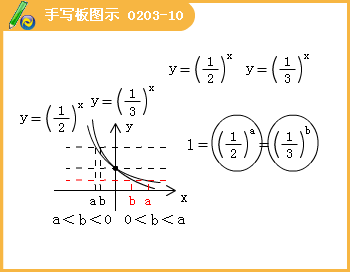 手写板图示 0203-10
y=(1/2)^x  y=(1/3)^x
y=(1/2)^x  y=(1/3)^x
y
1=(1/2)^a=(1/3)^b
a b  b a  x
a<b<0  0<b<a